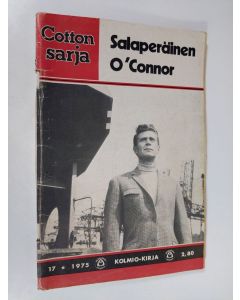 Cotton
sarja
Salaperäinen
O'Connor
17 • 1975 KOLMIO-KIRJA 2,80